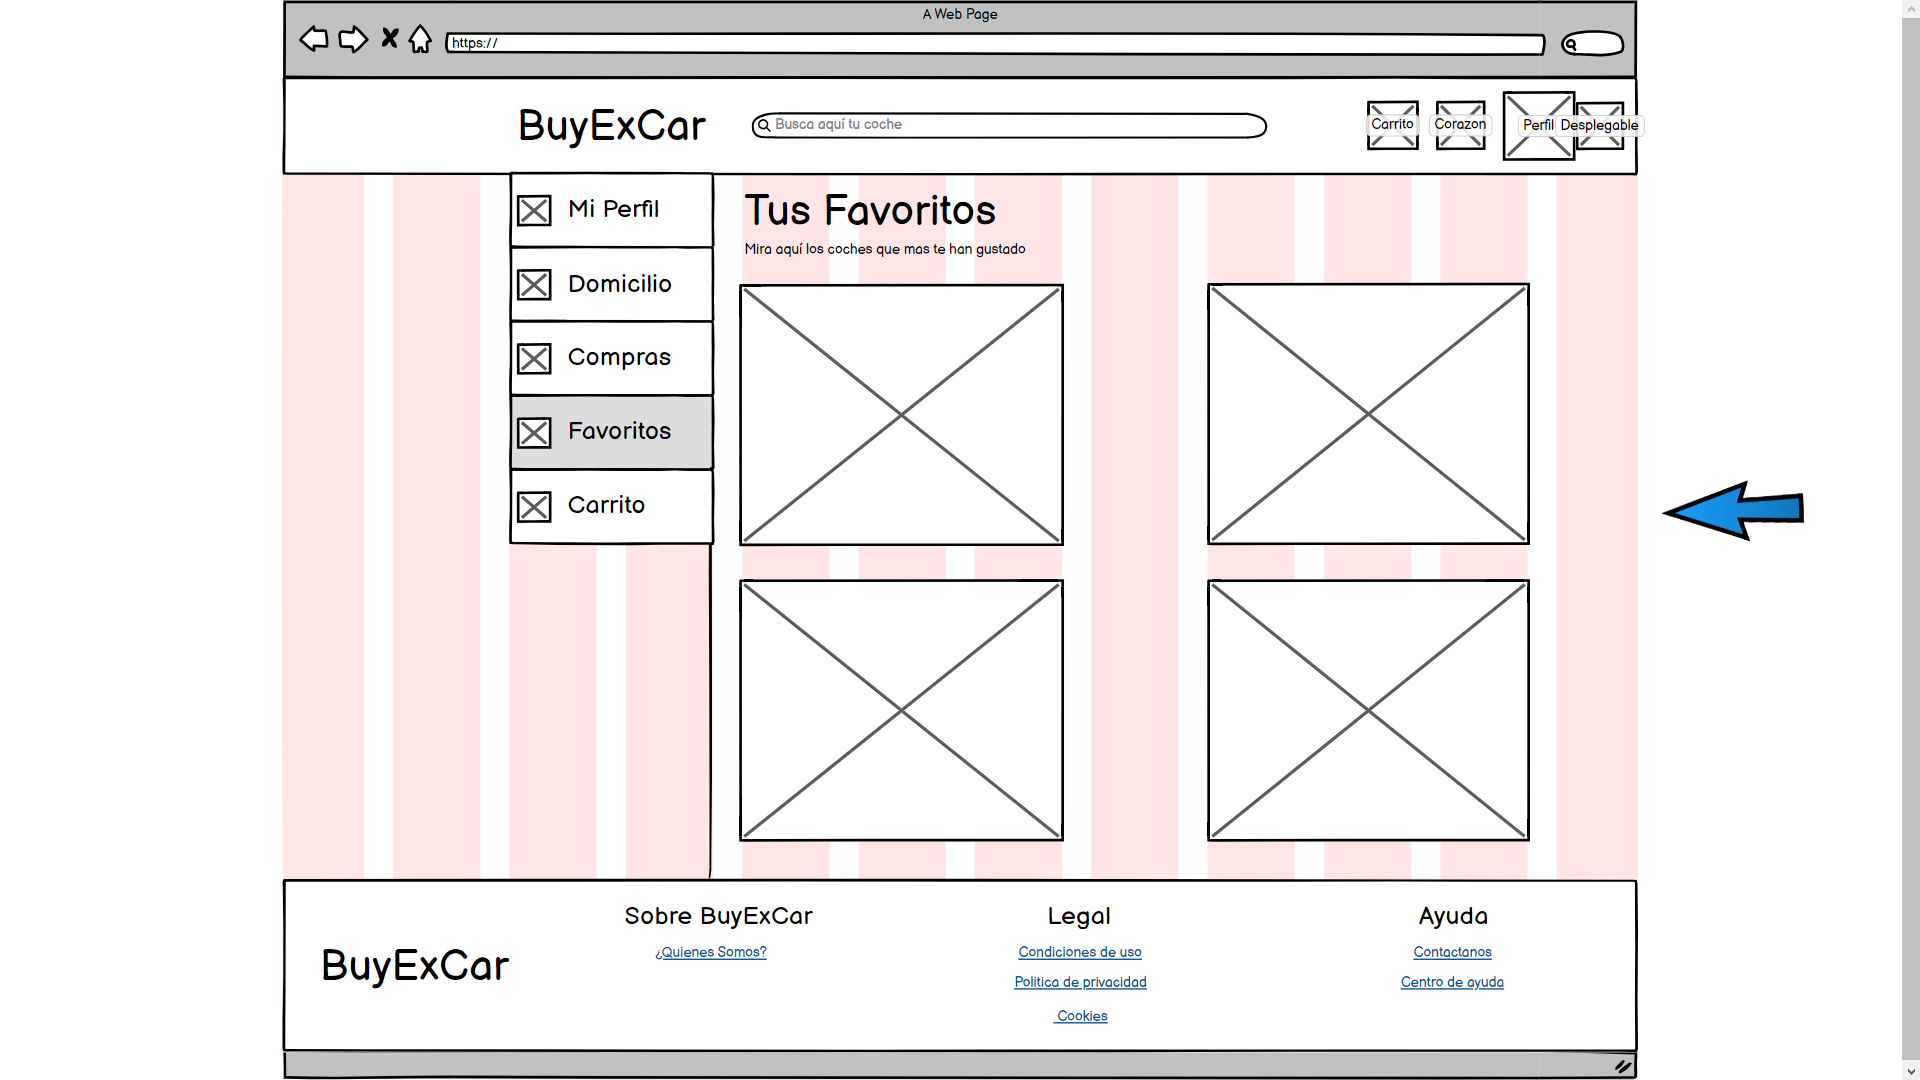 A Web Page
https://
BuyExCar
Busca aquí tu coche
Carrito
Corazon
Perfil
Desplegable
Mi Perfil
Domicilio
Compras
Favoritos
Carrito
Tus Favoritos
Mira aquí los coches que mas te han gustado
BuyExCar
Sobre BuyExCar
¿Quienes Somos?
Legal
Condiciones de uso
Politica de privacidad
Cookies
Ayuda
Contactanos
Centro de ayuda